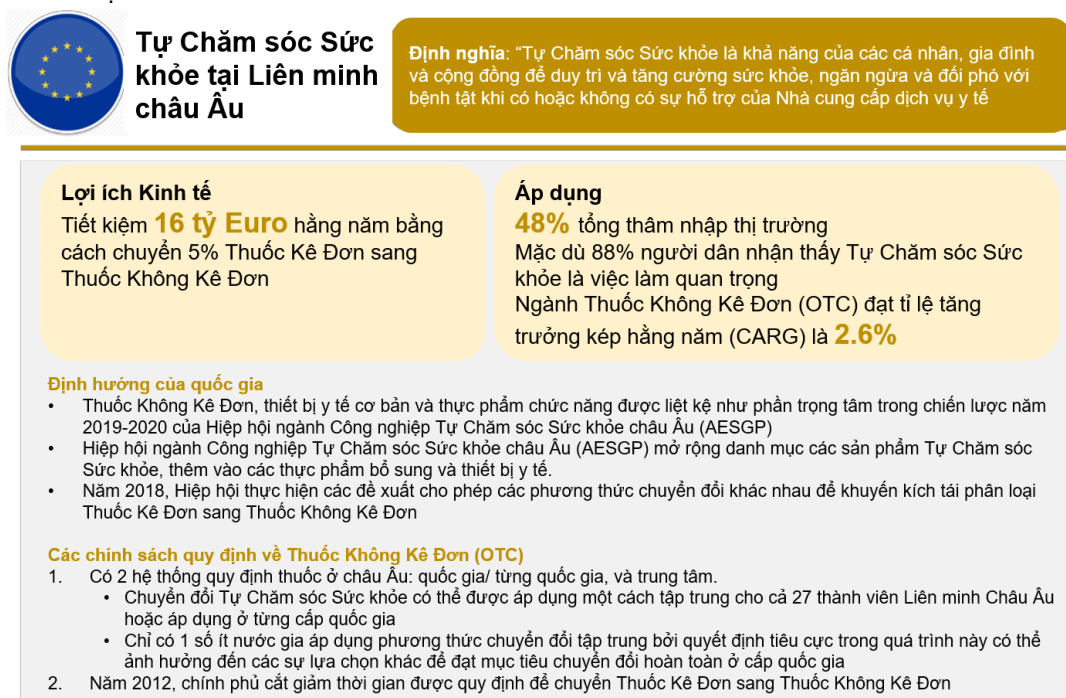 Tự Chăm sóc Sức
khỏe tại Liên minh
châu Âu
Định nghĩa: “Tự Chăm sóc Sức khỏe là khả năng của các cá nhân, gia đình
và cộng đồng để duy trì và tăng cường sức khỏe, ngăn ngừa và đối phó với
bệnh tật khi có hoặc không có sự hỗ trợ của Nhà cung cấp dịch vụ y tế
Lợi ích Kinh tế
Tiết kiệm 16 tỷ Euro hằng năm bằng
cách chuyển 5% Thuốc Kê Đơn sang
Thuốc Không Kê Đơn
Áp dụng
48% tổng thâm nhập thị trường
Mặc dù 88% người dân nhận thấy Tự Chăm sóc Sức
khỏe là việc làm quan trọng
Ngành Thuốc Không Kê Đơn (OTC) đạt tỉ lệ tăng
trưởng kép hằng năm (CARG) là 2.6%
Định hướng của quốc gia
• Thuốc Không Kê Đơn, thiết bị y tế cơ bản và thực phẩm chức năng được liệt kê như phần trọng tâm trong chiến lược năm
2019-2020 của Hiệp hội ngành Công nghiệp Tự Chăm sóc Sức khỏe châu Âu (AESGP)
• Hiệp hội ngành Công nghiệp Tự Chăm sóc Sức khỏe châu Âu (AESGP) mở rộng danh mục các sản phẩm Tự Chăm sóc
Sức khỏe, thêm vào các thực phẩm bổ sung và thiết bị y tế.
• Năm 2018, Hiệp hội thực hiện các đề xuất cho phép các phương thức chuyển đổi khác nhau để khuyến kích tái phân loại
Thuốc Kê Đơn sang Thuốc Không Kê Đơn
Các chính sách quy định về Thuốc Không Kê Đơn (OTC)
1. Có 2 hệ thống quy định thuốc ở châu Âu: quốc gia/ từng quốc gia, và trung tâm.
• Chuyển đổi Tự Chăm sóc Sức khỏe có thể được áp dụng một cách tập trung cho cả 27 thành viên Liên minh Châu Âu
hoặc áp dụng ở từng cấp quốc gia
• Chỉ có 1 số ít nước gia áp dụng phương thức chuyển đổi tập trung bởi quyết định tiêu cực trong quá trình này có thể
ảnh hưởng đến các sự lựa chọn khác để đạt mục tiêu chuyển đổi hoàn toàn ở cấp quốc gia
2. Năm 2012, chính phủ cắt giảm thời gian được quy định để chuyển Thuốc Kê Đơn sang Thuốc Không Kê Đơn